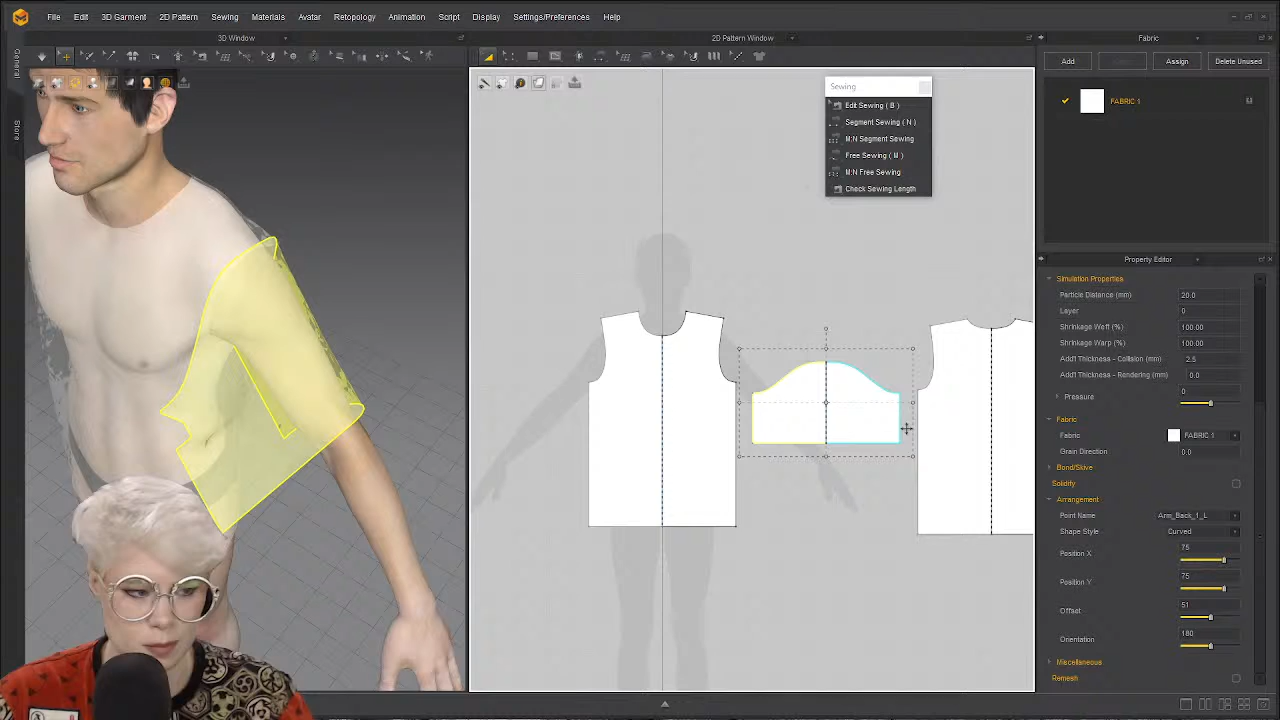 File Edit 3D Garment 2D Pattern Sewing Materials Avatar Retopology Animation Script Display Settings/Preferences Help
3D Window
2D Pattern Window
Fabric
General
Store
Add
Assign
Delete Unused
FABRIC 1
Sewing
Edit Sewing ( B )
Segment Sewing ( N )
M:N Segment Sewing
Free Sewing ( M )
M:N Free Sewing
Check Sewing Length
Property Editor
Simulation Properties
Particle Distance (mm) 20.0
Layer 0
Shrinkage Weft (%) 100.00
Shrinkage Warp (%) 100.00
Add'l Thickness - Collision (mm) 2.5
Add'l Thickness - Rendering (mm) 0.0
Pressure 0
Fabric
Fabric FABRIC 1
Grain Direction 0.0
Bond/Skive
Solidify
Arrangement
Point Name Arm_Back_1_L
Shape Style Curved
Position X 75
Position Y 75
Offset 51
Orientation 180
Miscellaneous
Remesh